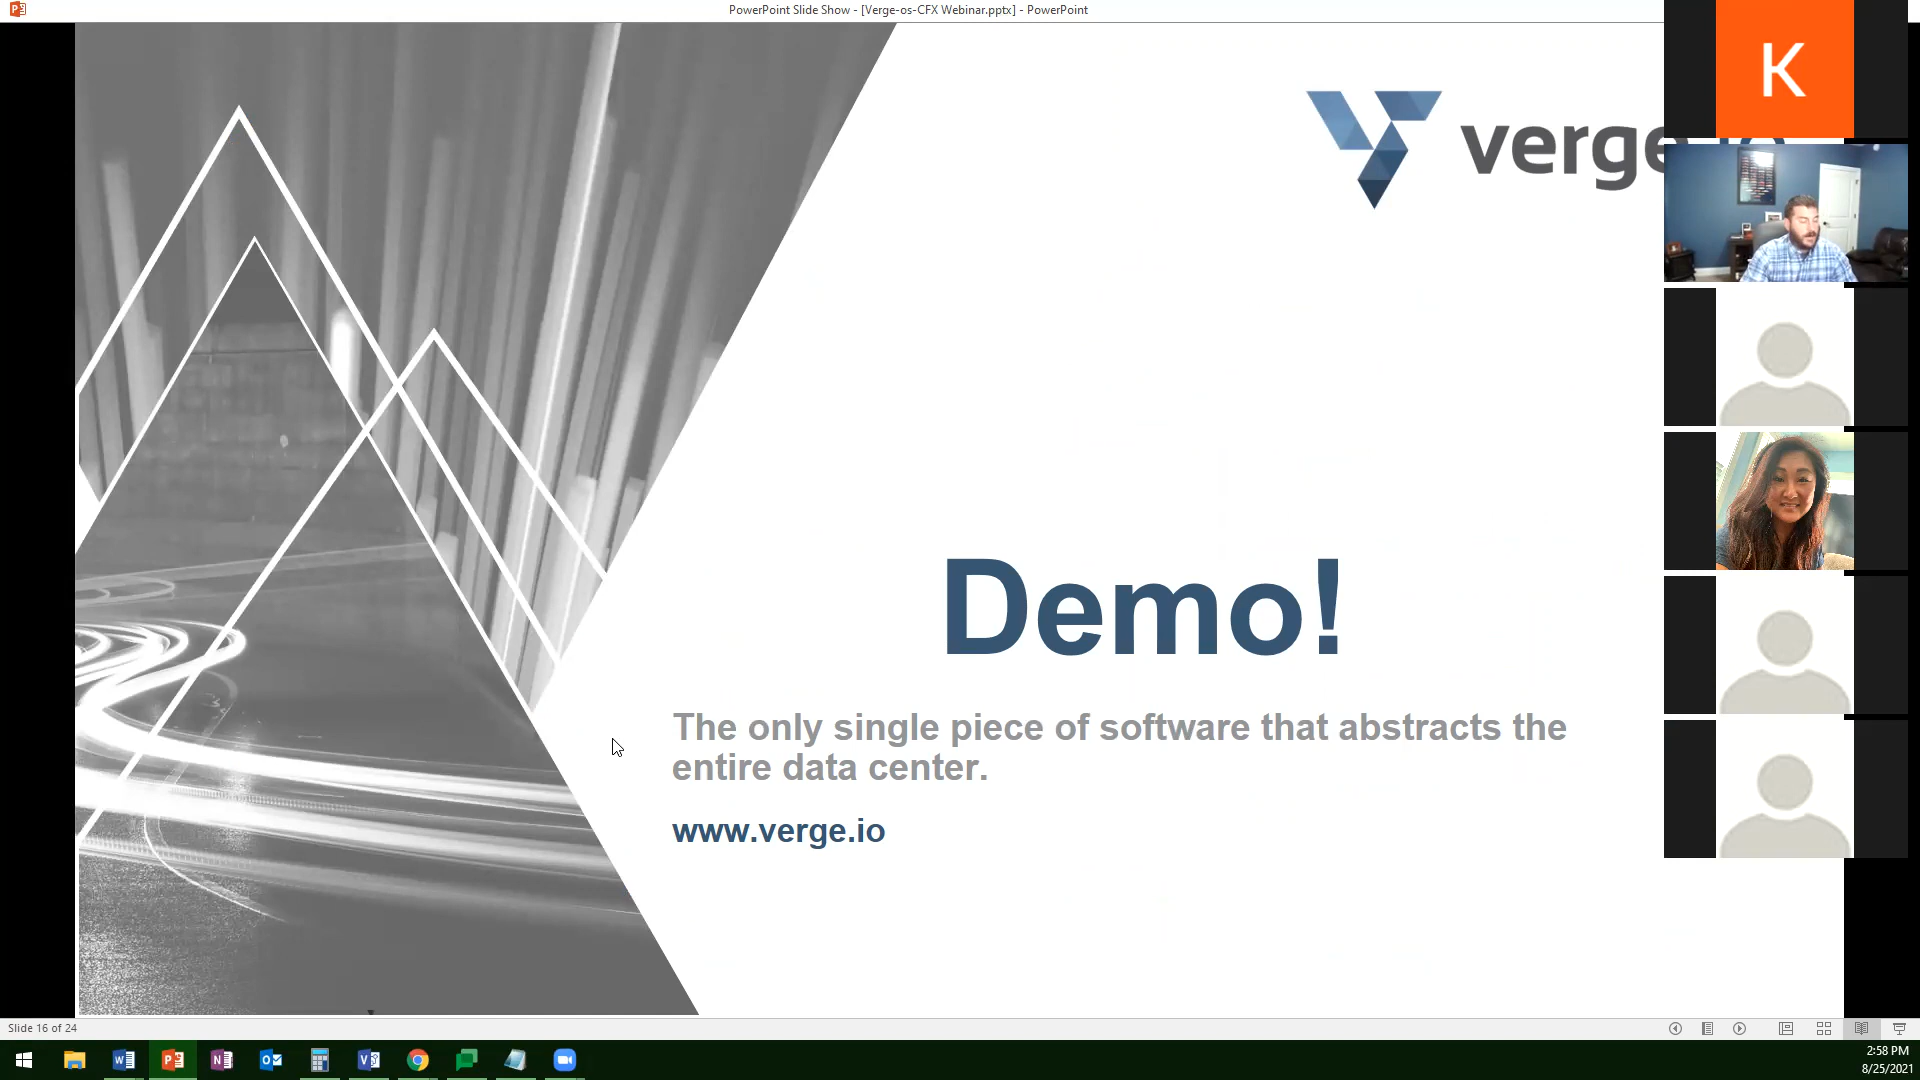 PowerPoint Slide Show - [Verge-os-CFX Webinar.pptx] - PowerPoint
K
verge
Demo!
The only single piece of software that abstracts the
entire data center.
www.verge.io
Slide 16 of 24
2:58 PM
8/25/2021